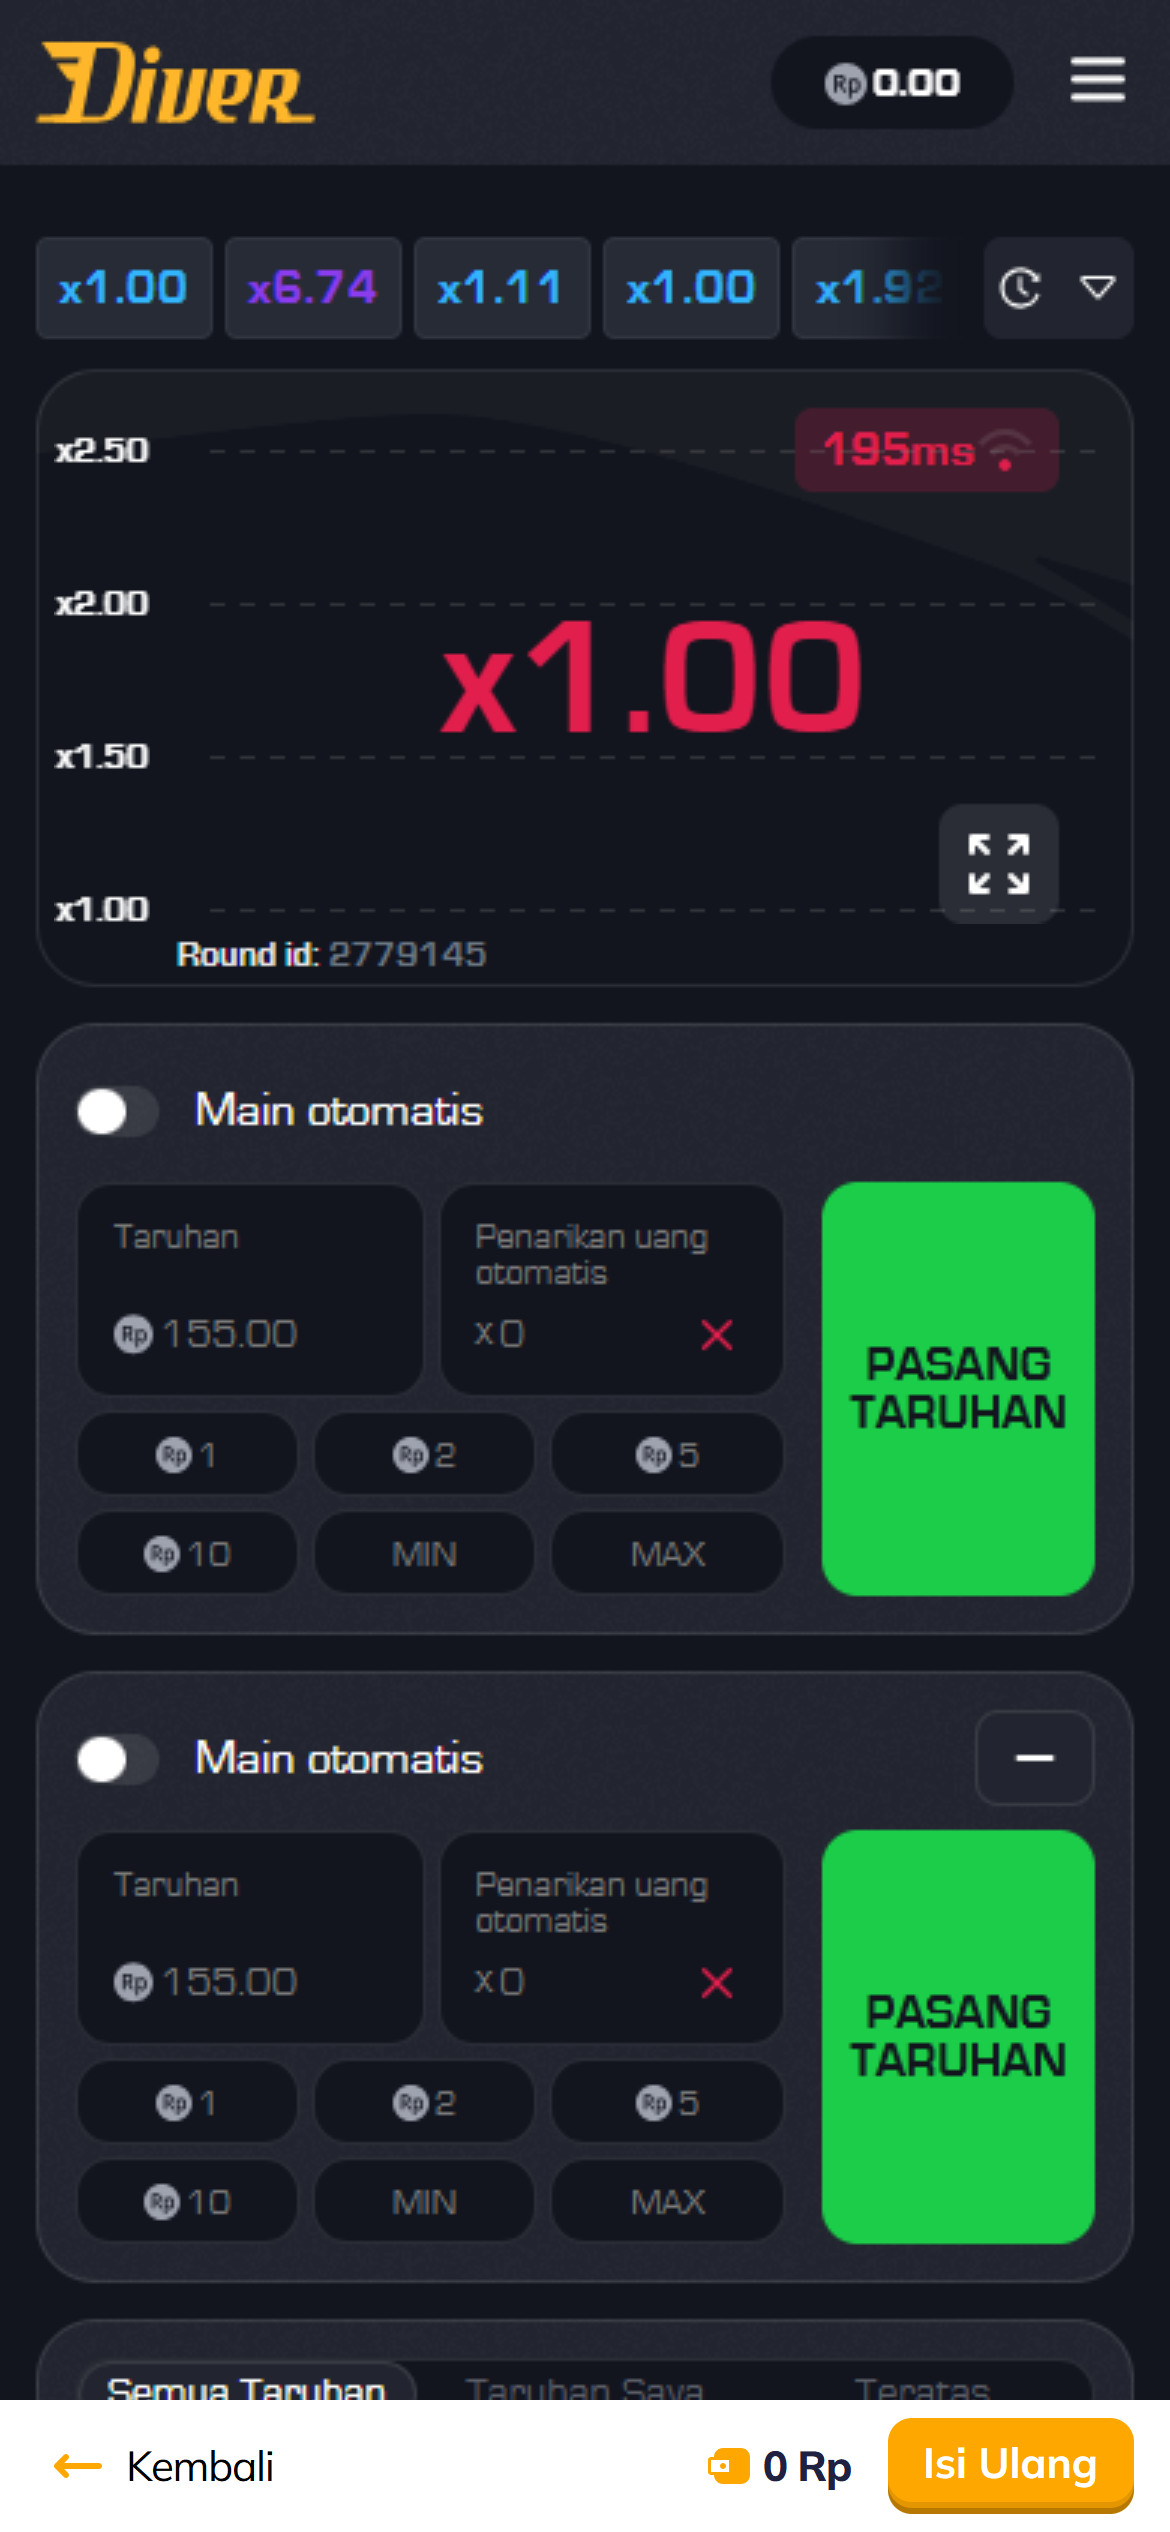 Diver
Rp 0.00
x1.00 x6.74 x1.11 x1.00 x1.92
x2.50
195ms
x2.00
x1.00
x1.50
x1.00
Round id: 2779145
Main otomatis
Taruhan
Rp 155.00
Penarikan uang
otomatis
x0
PASANG
TARUHAN
Rp 1 Rp 2 Rp 5
Rp 10 MIN MAX
Main otomatis
Taruhan
Rp 155.00
Penarikan uang
otomatis
x0
PASANG
TARUHAN
Rp 1 Rp 2 Rp 5
Rp 10 MIN MAX
Semua Taruhan Taruhan Saya Teratas
Kembali 0 Rp Isi Ulang